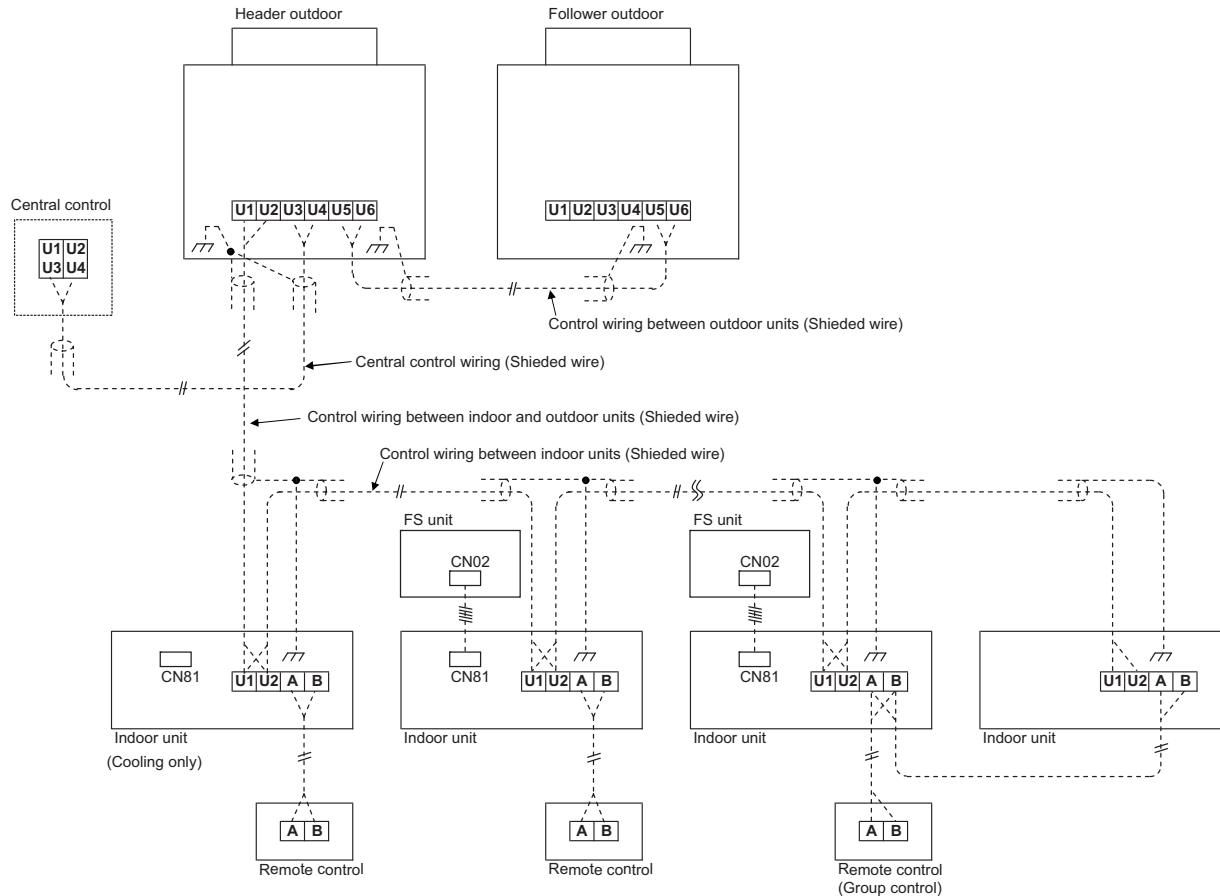 Header outdoor
Follower outdoor
U1 U2 U3 U4 U5 U6
U1 U2 U3 U4 U5 U6
Central control
U1 U2
U3 U4
Control wiring between outdoor units (Shieded wire)
Central control wiring (Shieded wire)
Control wiring between indoor and outdoor units (Shieded wire)
Control wiring between indoor units (Shieded wire)
FS unit
CN02
FS unit
CN02
CN81
U1 U2 A B
CN81
U1 U2 A B
CN81
U1 U2 A B
U1 U2 A B
Indoor unit
(Cooling only)
Indoor unit
Indoor unit
Indoor unit
A B
A B
A B
Remote control
Remote control
Remote control
(Group control)